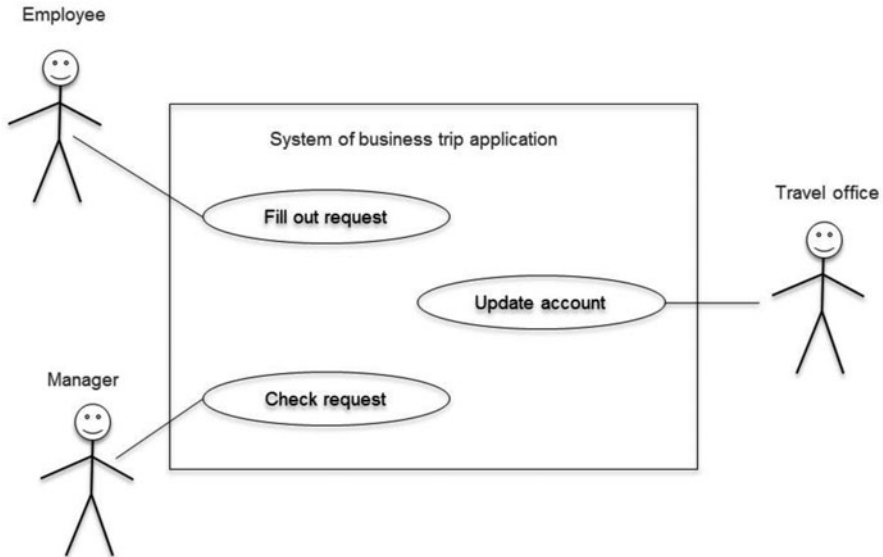 Employee
System of business trip application
Fill out request
Travel office
Update account
Manager
Check request